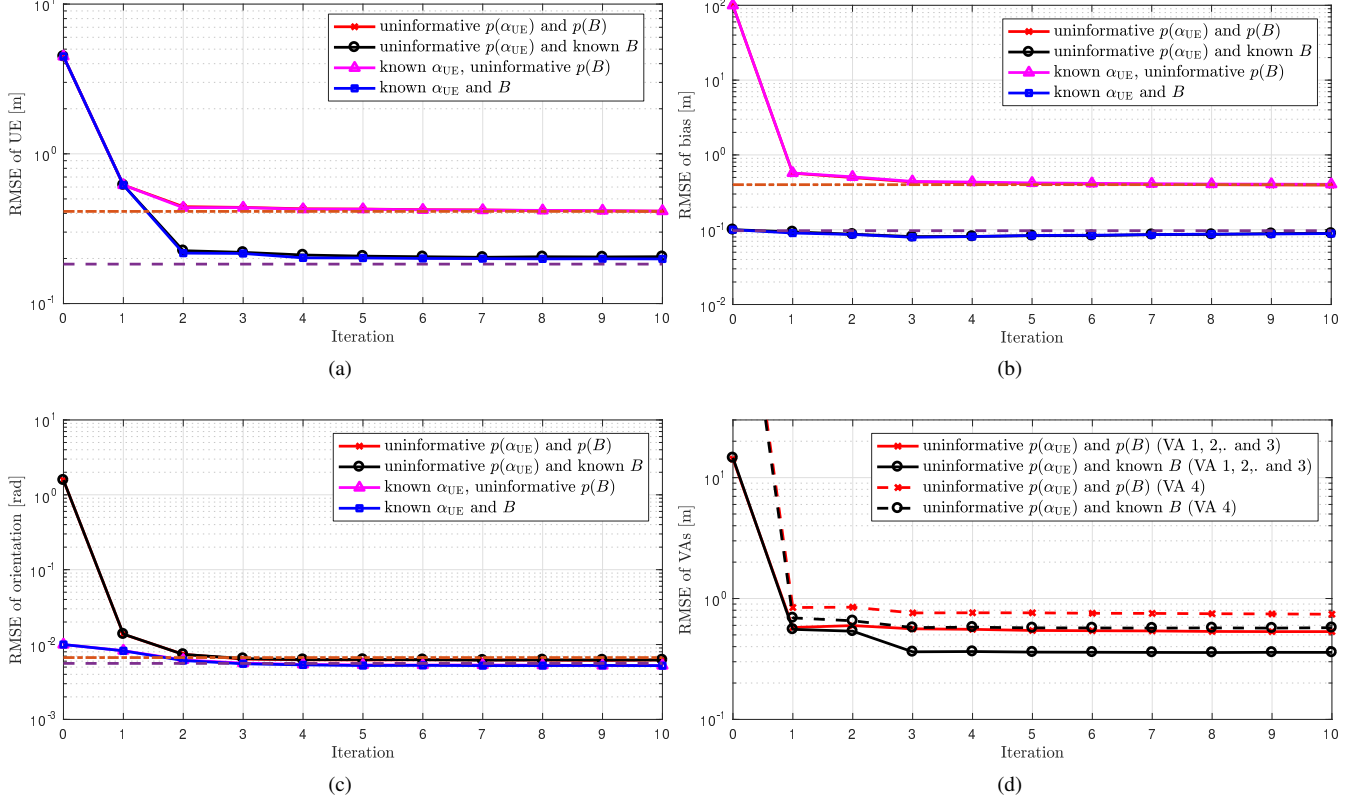 uninformative p(α_UE) and p(B)
uninformative p(α_UE) and known B
known α_UE, uninformative p(B)
known α_UE and B
RMSE of UE [m]
10^1
10^0
10^-1
0 1 2 3 4 5 6 7 8 9 10
Iteration
(a)
uninformative p(α_UE) and p(B)
uninformative p(α_UE) and known B
known α_UE, uninformative p(B)
known α_UE and B
RMSE of bias [m]
10^2
10^1
10^0
10^-1
10^-2
0 1 2 3 4 5 6 7 8 9 10
Iteration
(b)
uninformative p(α_UE) and p(B)
uninformative p(α_UE) and known B
known α_UE, uninformative p(B)
known α_UE and B
RMSE of orientation [rad]
10^1
10^0
10^-1
10^-2
10^-3
0 1 2 3 4 5 6 7 8 9 10
Iteration
(c)
uninformative p(α_UE) and p(B) (VA 1, 2,. and 3)
uninformative p(α_UE) and known B (VA 1, 2,. and 3)
uninformative p(α_UE) and p(B) (VA 4)
uninformative p(α_UE) and known B (VA 4)
RMSE of VAs [m]
10^1
10^0
10^-1
0 1 2 3 4 5 6 7 8 9 10
Iteration
(d)